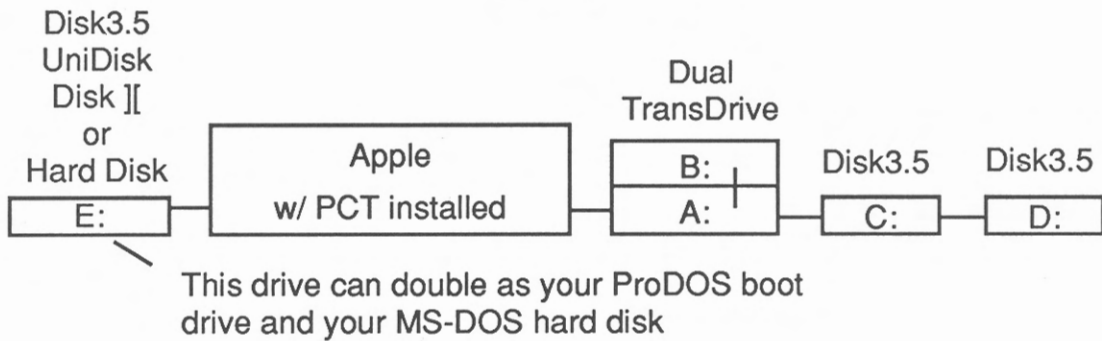 Disk3.5
UniDisk
Disk ][
or
Hard Disk
E:
Apple
w/ PCT installed
Dual
TransDrive
B:
A:
Disk3.5
C:
Disk3.5
D:
This drive can double as your ProDOS boot
drive and your MS-DOS hard disk